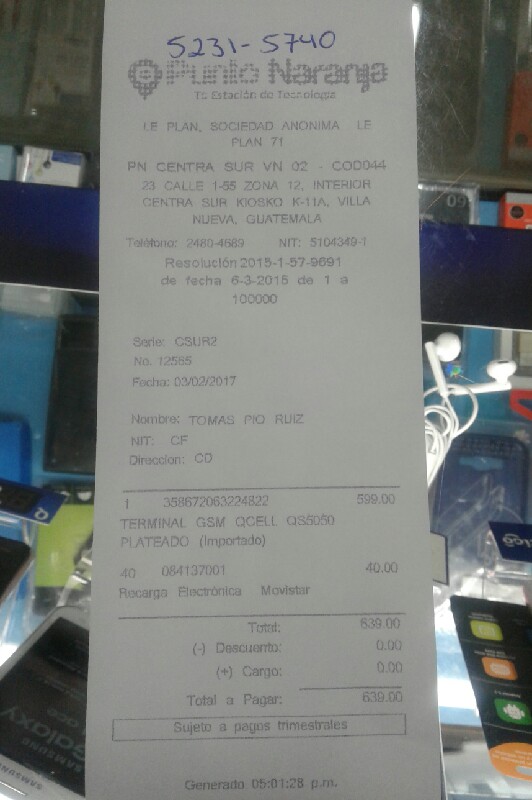 5231-5740
Punto Naranja
Tu Estación de Tecnología
LE PLAN, SOCIEDAD ANONIMA LE
PLAN 71
PN CENTRA SUR VN 02 - COD044
23 CALLE 1-55 ZONA 12, INTERIOR
CENTRA SUR KIOSKO K-11A, VILLA
NUEVA, GUATEMALA
Teléfono: 2480-4689 NIT: 5104349-1
Resolución 2015-1-57-9691
de fecha 6-3-2015 de 1 a
100000
Serie: CSUR2
No. 12565
Fecha: 03/02/2017
Nombre: TOMAS PIO RUIZ
NIT: CF
Direccion: CD
1 358672063224822 599.00
TERMINAL GSM QCELL QS5050
PLATEADO (Importado)
40 084137001 40.00
Recarga Electrónica Movistar
Total: 639.00
(-) Descuento: 0.00
(+) Cargo: 0.00
Total a Pagar: 639.00
Sujeto a pagos trimestrales
Generado 05:01:28 p.m.
SAMSUNG
Galaxy
SAMSUNG
tigo